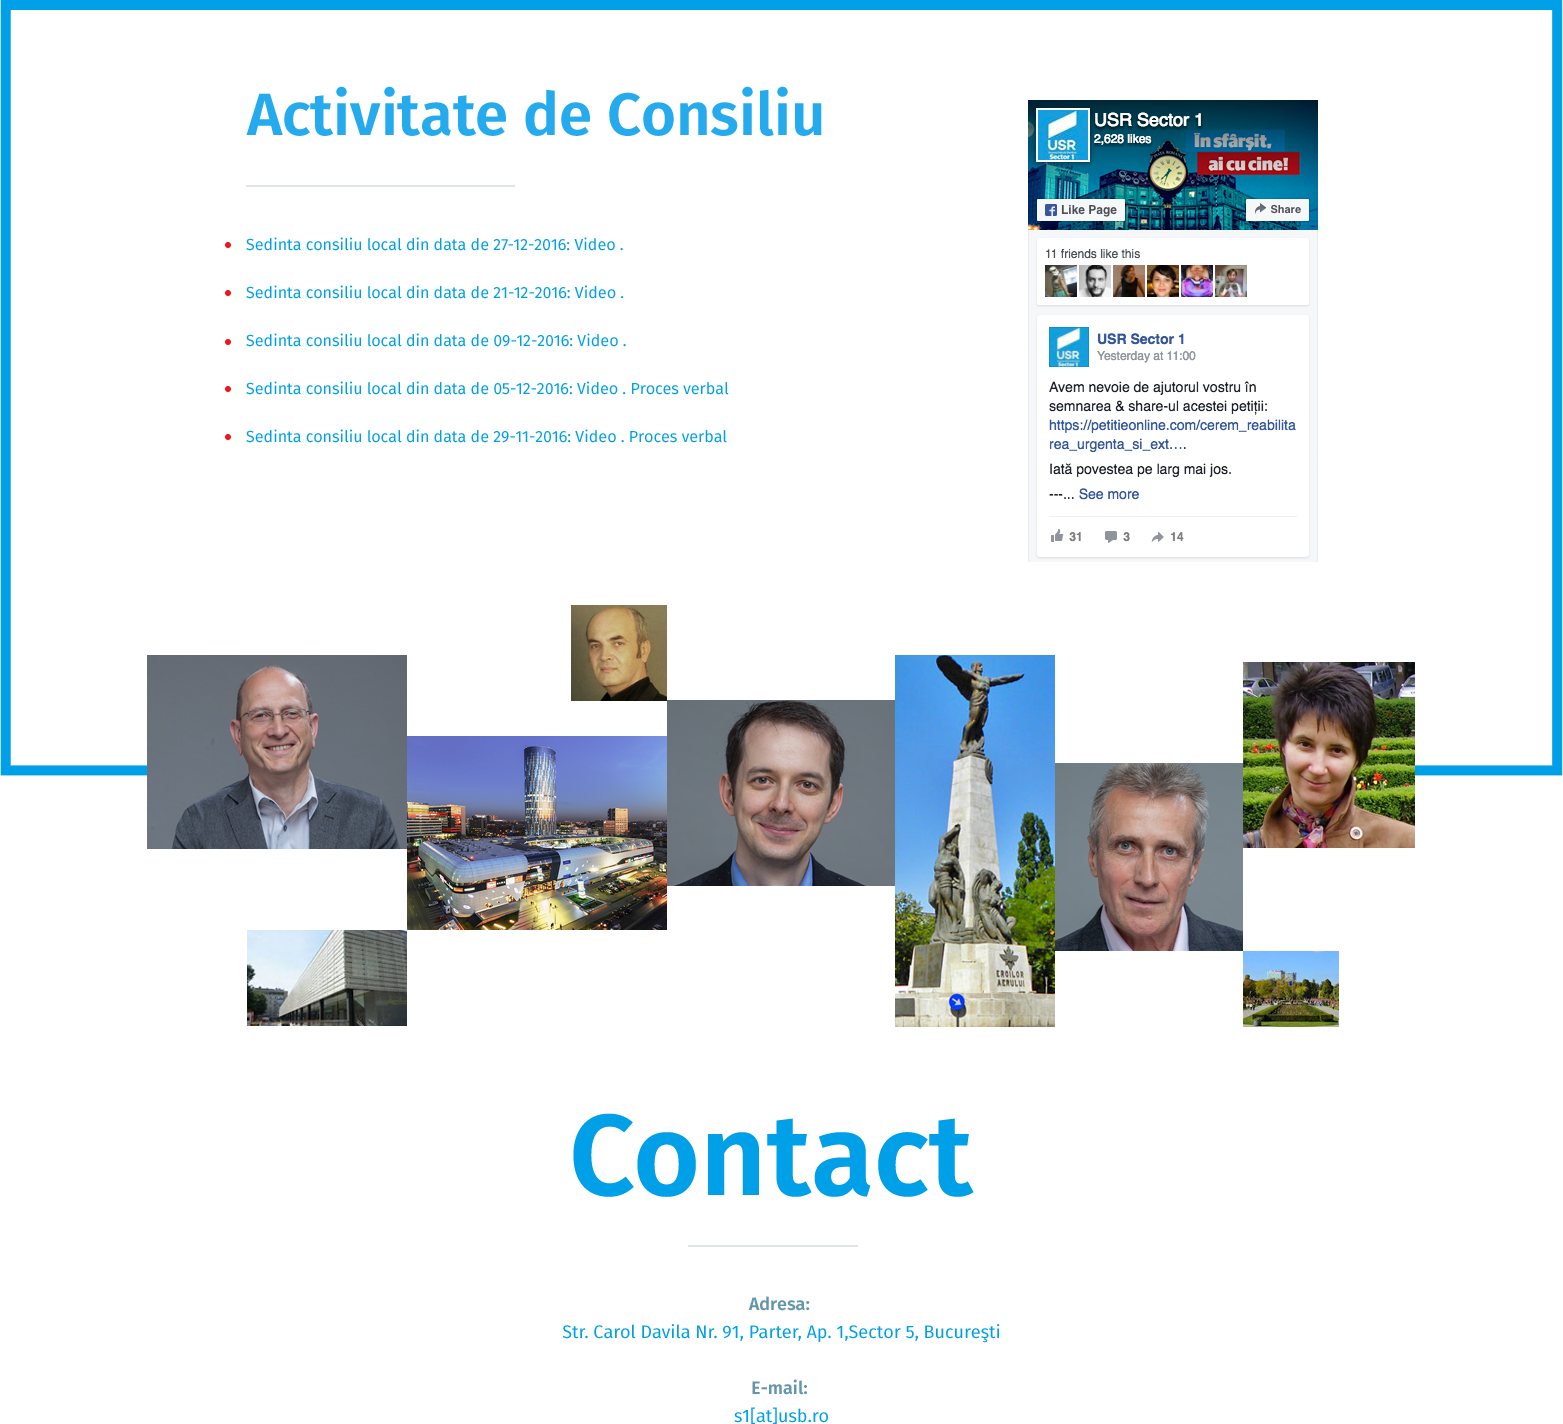 Activitate de Consiliu
Sedinta consiliu local din data de 27-12-2016: Video .
Sedinta consiliu local din data de 21-12-2016: Video .
Sedinta consiliu local din data de 09-12-2016: Video .
Sedinta consiliu local din data de 05-12-2016: Video . Proces verbal
Sedinta consiliu local din data de 29-11-2016: Video . Proces verbal
USR
Sector 1
USR Sector 1
2,628 likes
În sfârșit,
ai cu cine!
Like Page
Share
11 friends like this
USR
Sector 1
USR Sector 1
Yesterday at 11:00
Avem nevoie de ajutorul vostru în
semnarea & share-ul acestei petiții:
https://petitieonline.com/cerem_reabilita
rea_urgenta_si_ext….
Iată povestea pe larg mai jos.
---... See more
31
3
14
EROILOR
AERULUI
Contact
Adresa:
Str. Carol Davila Nr. 91, Parter, Ap. 1,Sector 5, Bucureşti
E-mail:
s1[at]usb.ro